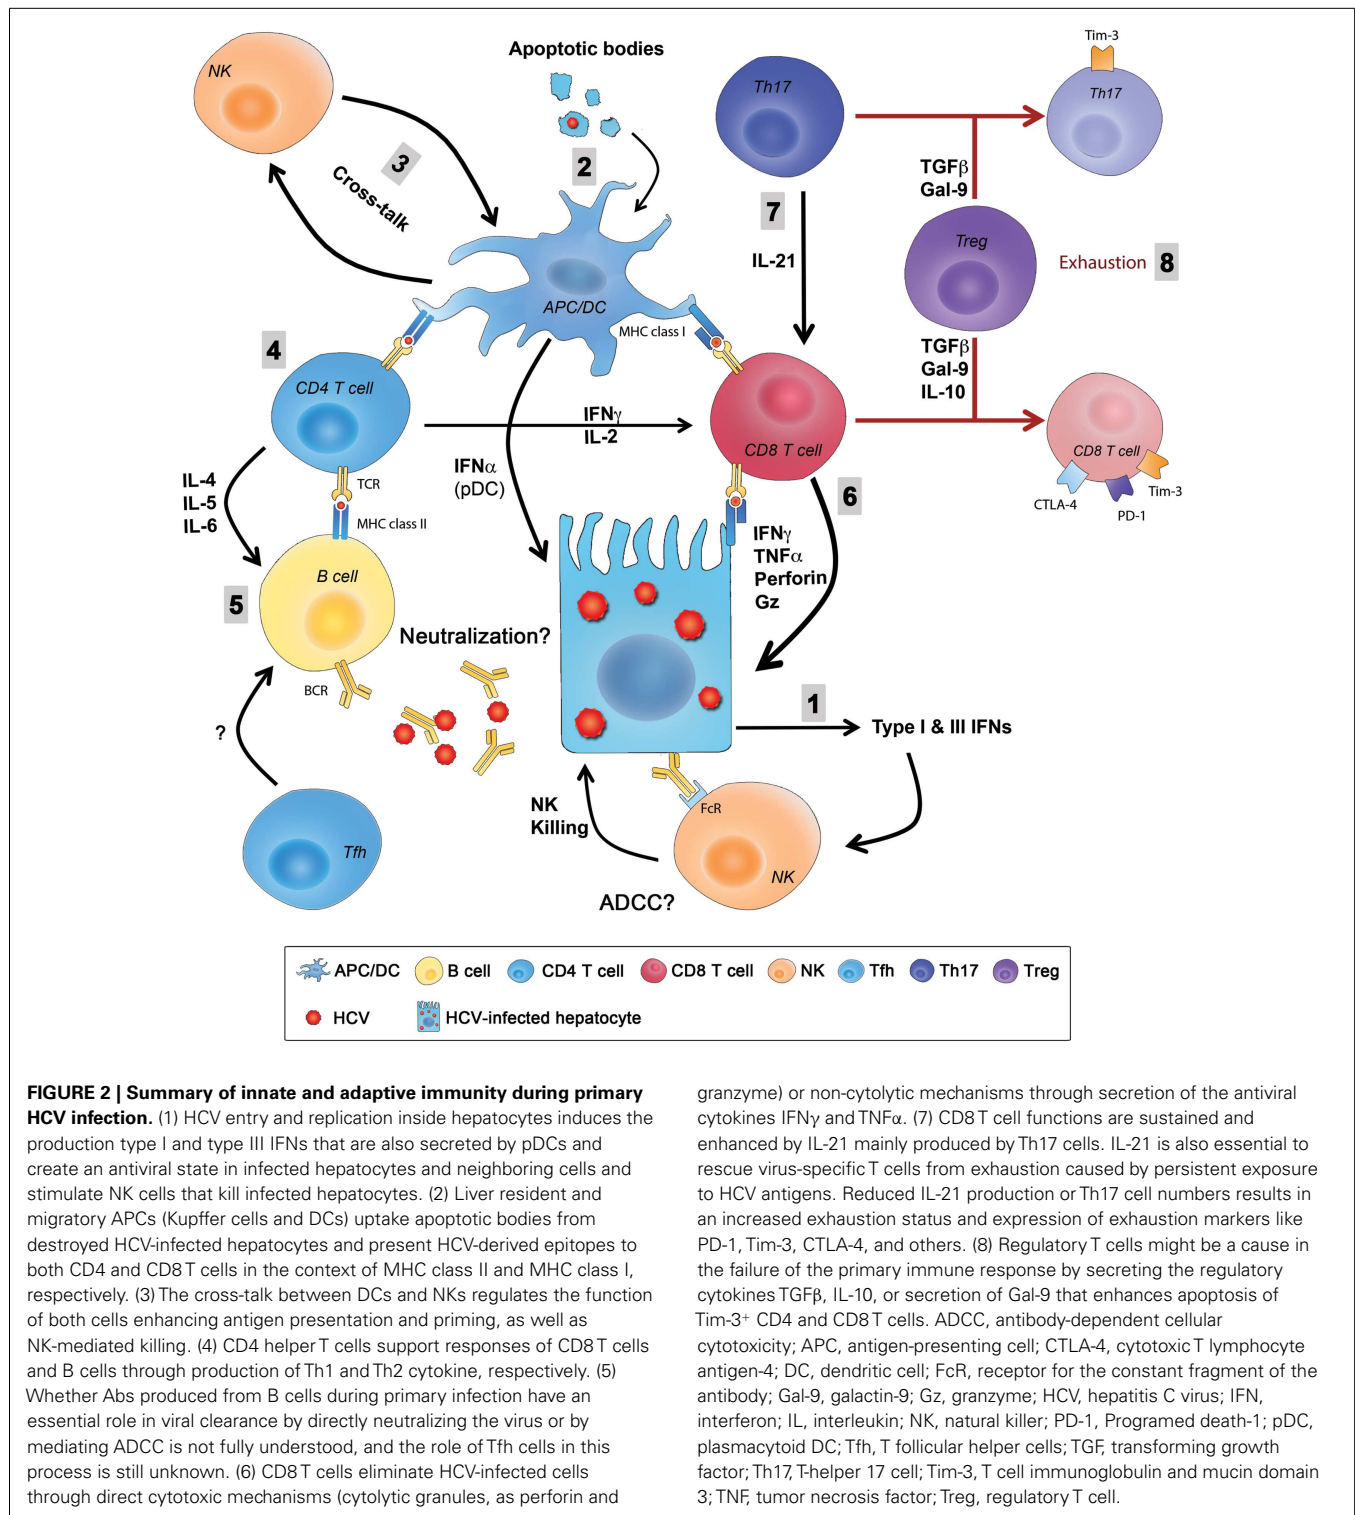 NK
Apoptotic bodies
Th17
Tim-3
Th17
3
Cross-talk
2
TGFβ
Gal-9
7
IL-21
Treg
Exhaustion 8
APC/DC
MHC class I
4
TGFβ
Gal-9
IL-10
CD4 T cell
IFNγ
IL-2
CD8 T cell
CD8 T cell
CTLA-4
PD-1
Tim-3
IL-4
IL-5
IL-6
TCR
MHC class II
IFNα
(pDC)
6
IFNγ
TNFα
Perforin
Gz
B cell
5
Neutralization?
BCR
?
1
Type I & III IFNs
NK
Killing
FcR
Tfh
NK
ADCC?
APC/DC B cell CD4 T cell CD8 T cell NK Tfh Th17 Treg
HCV HCV-infected hepatocyte
FIGURE 2 | Summary of innate and adaptive immunity during primary
HCV infection. (1) HCV entry and replication inside hepatocytes induces the
production type I and type III IFNs that are also secreted by pDCs and
create an antiviral state in infected hepatocytes and neighboring cells and
stimulate NK cells that kill infected hepatocytes. (2) Liver resident and
migratory APCs (Kupffer cells and DCs) uptake apoptotic bodies from
destroyed HCV-infected hepatocytes and present HCV-derived epitopes to
both CD4 and CD8 T cells in the context of MHC class II and MHC class I,
respectively. (3) The cross-talk between DCs and NKs regulates the function
of both cells enhancing antigen presentation and priming, as well as
NK-mediated killing. (4) CD4 helper T cells support responses of CD8 T cells
and B cells through production of Th1 and Th2 cytokine, respectively. (5)
Whether Abs produced from B cells during primary infection have an
essential role in viral clearance by directly neutralizing the virus or by
mediating ADCC is not fully understood, and the role of Tfh cells in this
process is still unknown. (6) CD8 T cells eliminate HCV-infected cells
through direct cytotoxic mechanisms (cytolytic granules, as perforin and
granzyme) or non-cytolytic mechanisms through secretion of the antiviral
cytokines IFNγ and TNFα. (7) CD8 T cell functions are sustained and
enhanced by IL-21 mainly produced by Th17 cells. IL-21 is also essential to
rescue virus-specific T cells from exhaustion caused by persistent exposure
to HCV antigens. Reduced IL-21 production or Th17 cell numbers results in
an increased exhaustion status and expression of exhaustion markers like
PD-1, Tim-3, CTLA-4, and others. (8) Regulatory T cells might be a cause in
the failure of the primary immune response by secreting the regulatory
cytokines TGFβ, IL-10, or secretion of Gal-9 that enhances apoptosis of
Tim-3⁺ CD4 and CD8 T cells. ADCC, antibody-dependent cellular
cytotoxicity; APC, antigen-presenting cell; CTLA-4, cytotoxic T lymphocyte
antigen-4; DC, dendritic cell; FcR, receptor for the constant fragment of the
antibody; Gal-9, galactin-9; Gz, granzyme; HCV, hepatitis C virus; IFN,
interferon; IL, interleukin; NK, natural killer; PD-1, Programed death-1; pDC,
plasmacytoid DC; Tfh, T follicular helper cells; TGF, transforming growth
factor; Th17, T-helper 17 cell; Tim-3, T cell immunoglobulin and mucin domain
3; TNF, tumor necrosis factor; Treg, regulatory T cell.